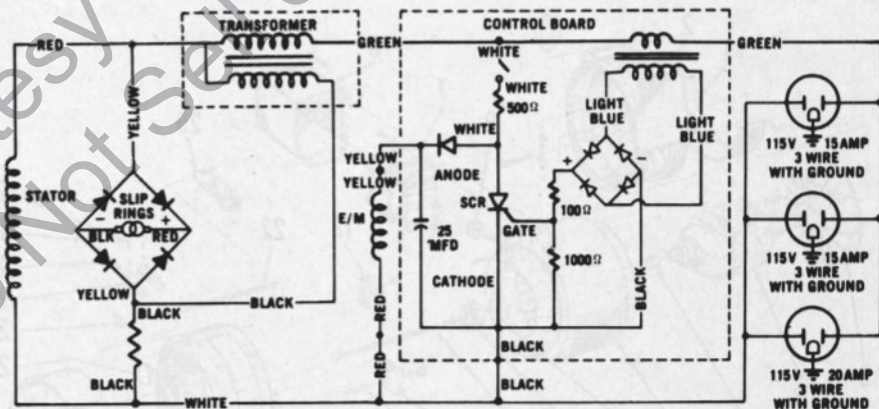 TRANSFORMER
CONTROL BOARD
RED
GREEN
WHITE
GREEN
WHITE
500Ω
LIGHT
BLUE
LIGHT
BLUE
YELLOW
WHITE
YELLOW
YELLOW
ANODE
+
−
115V 15AMP
3 WIRE
WITH GROUND
STATOR
SLIP
RINGS
−
+
BLK
RED
E/M
SCR
GATE
100Ω
25
MFD
1000Ω
115V 15AMP
3 WIRE
WITH GROUND
YELLOW
BLACK
BLACK
CATHODE
BLACK
RED
RED
BLACK
BLACK
BLACK
WHITE
115V 20AMP
3 WIRE
WITH GROUND
Not Sell